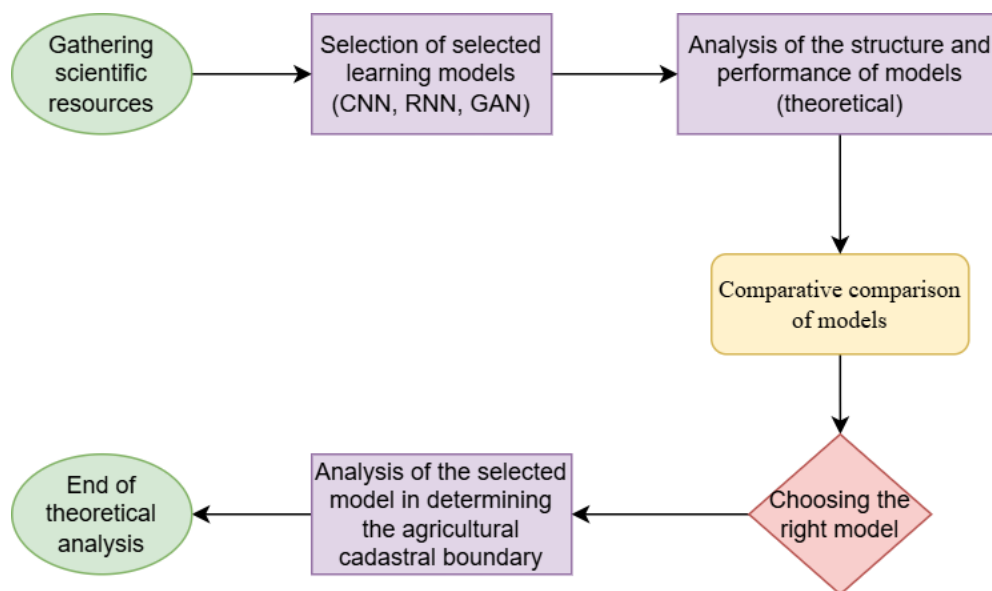 Gathering
scientific
resources
Selection of selected
learning models
(CNN, RNN, GAN)
Analysis of the structure and
performance of models
(theoretical)
Comparative comparison
of models
Choosing the
right model
Analysis of the selected
model in determining
the agricultural
cadastral boundary
End of
theoretical
analysis